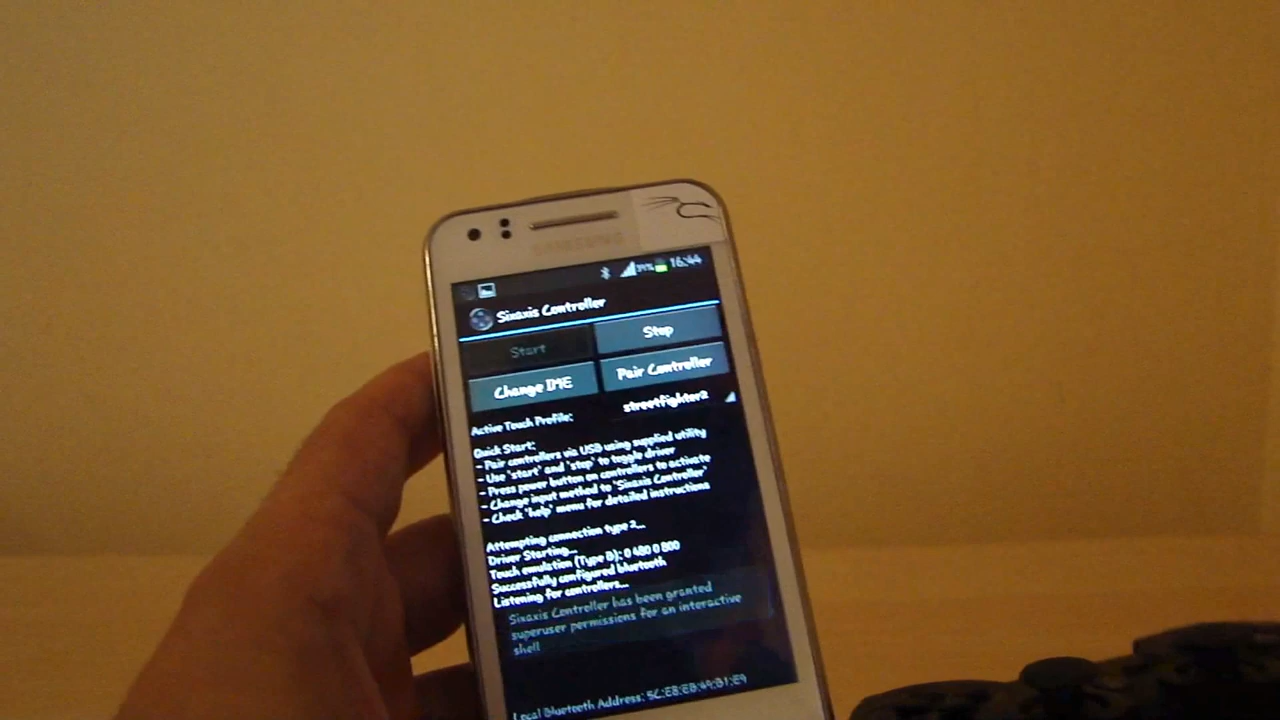 SAMSUNG
39% 16:44
Sixaxis Controller
Start
Stop
Change IME
Pair Controller
Active Touch Profile:
streetfighter2
Quick Start:
- Pair controllers via USB using supplied utility
- Use 'start' and 'stop' to toggle driver
- Press power button on controllers to activate
- Change input method to 'Sixaxis Controller'
- Check 'help' menu for detailed instructions
Attempting connection type 2...
Driver Starting...
Touch emulation (Type B): 0 480 0 800
Successfully configured bluetooth
Listening for controllers...
Sixaxis Controller has been granted
superuser permissions for an interactive
shell
Local Bluetooth Address: